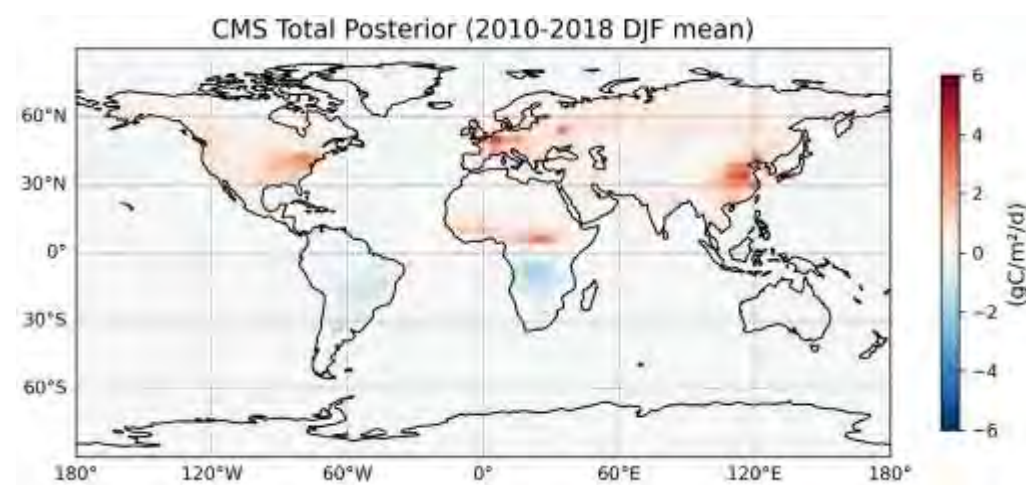 CMS Total Posterior (2010-2018 DJF mean)
60°N
30°N
0°
30°S
60°S
180° 120°W 60°W 0° 60°E 120°E 180°
6
4
2
0
−2
−4
−6
(gC/m²/d)